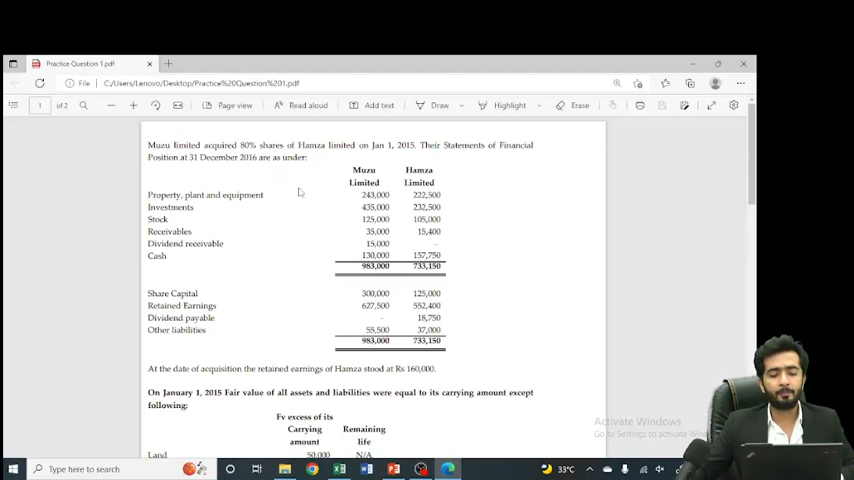 Practice Question 1.pdf
File
C:/Users/Lenovo/Desktop/Practice%20Question%201.pdf
1 of 2
Page view
Read aloud
Add text
Draw
Highlight
Erase
Muzu limited acquired 80% shares of Hamza limited on Jan 1, 2015. Their Statements of Financial
Position at 31 December 2016 are as under:
Muzu Hamza
Limited Limited
Property, plant and equipment 243,000 222,500
Investments 435,000 232,500
Stock 125,000 105,000
Receivables 35,000 15,400
Dividend receivable 15,000 -
Cash 130,000 157,750
983,000 733,150
Share Capital 300,000 125,000
Retained Earnings 627,500 552,400
Dividend payable - 18,750
Other liabilities 55,500 37,000
983,000 733,150
At the date of acquisition the retained earnings of Hamza stood at Rs 160,000.
On January 1, 2015 Fair value of all assets and liabilities were equal to its carrying amount except
following:
Fv excess of its
Carrying Remaining
amount life
Land 50,000 N/A
Activate Windows
Go to Settings to activate Win
Type here to search
33°C